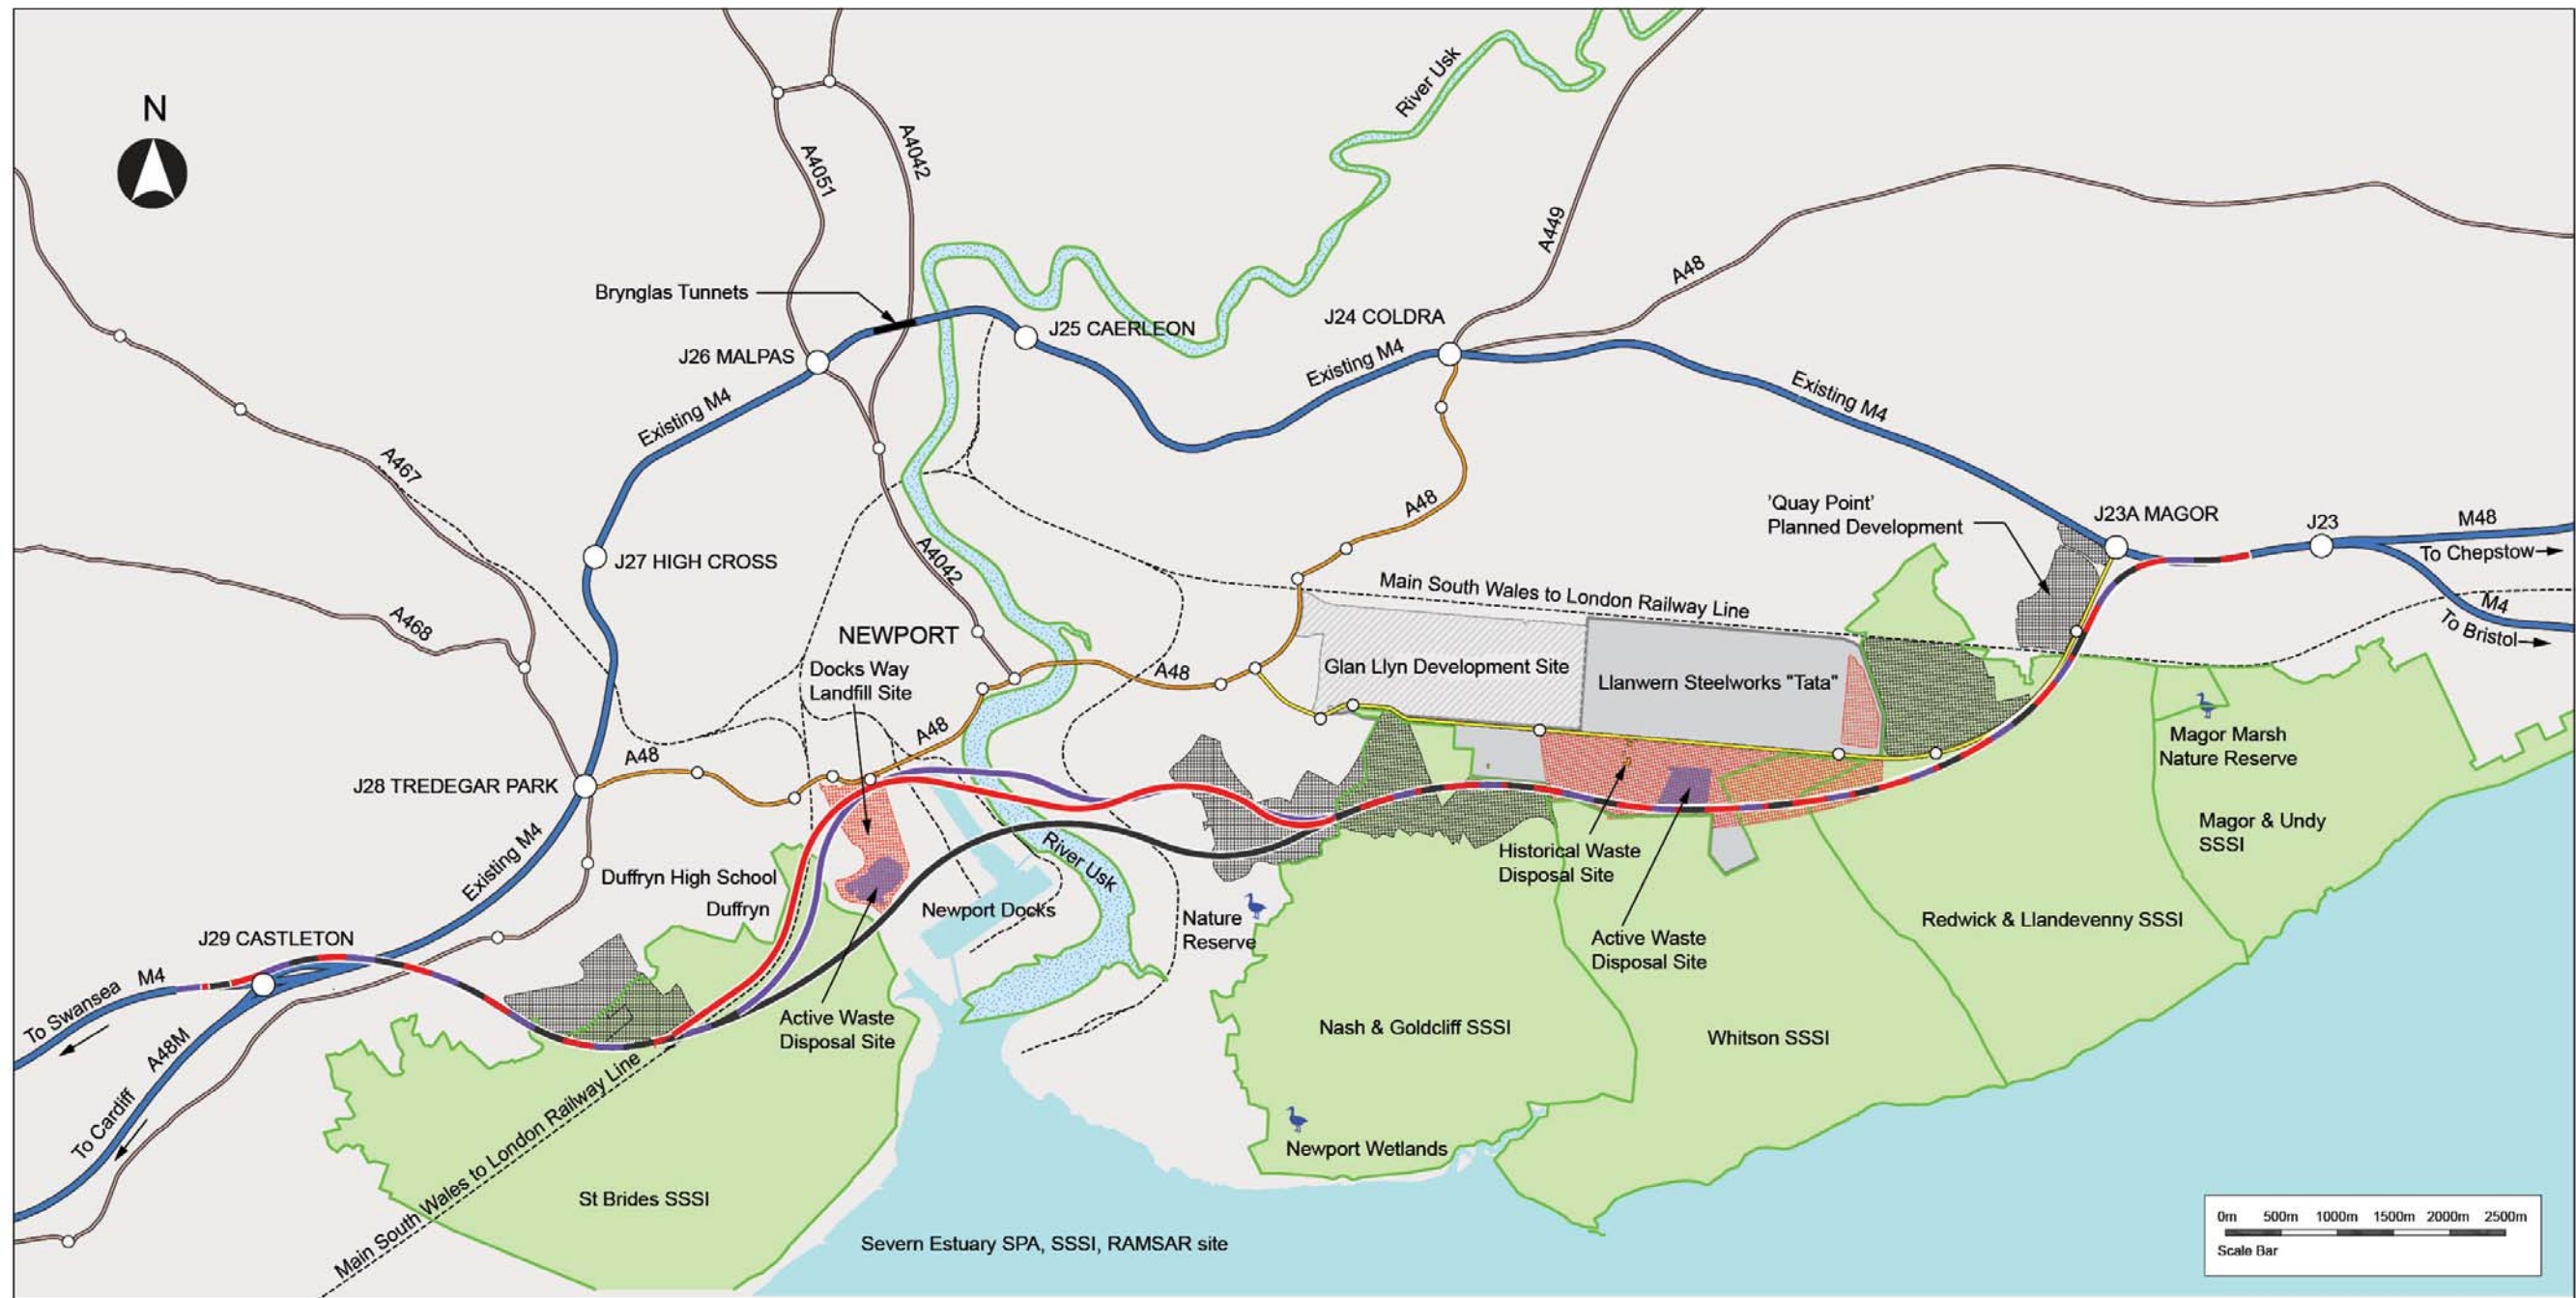 N
River Usk
A4051
A4042
A449
A48
Brynglas Tunnets
J25 CAERLEON
J24 COLDRA
J26 MALPAS
Existing M4
Existing M4
Existing M4
A467
A48
'Quay Point'
Planned Development
J23A MAGOR
J23
M48
To Chepstow
J27 HIGH CROSS
A4042
Main South Wales to London Railway Line
M4
To Bristol
A468
NEWPORT
Docks Way
Landfill Site
A48
Glan Llyn Development Site
Llanwern Steelworks "Tata"
A48
A48
J28 TREDEGAR PARK
Magor Marsh
Nature Reserve
Existing M4
River Usk
Historical Waste
Disposal Site
Magor & Undy
SSSI
Duffryn High School
Duffryn
Newport Docks
Nature
Reserve
Active Waste
Disposal Site
Redwick & Llandevenny SSSI
J29 CASTLETON
M4
To Swansea
A48M
To Cardiff
Active Waste
Disposal Site
Nash & Goldcliff SSSI
Whitson SSSI
Main South Wales to London Railway Line
Newport Wetlands
St Brides SSSI
Severn Estuary SPA, SSSI, RAMSAR site
0m 500m 1000m 1500m 2000m 2500m
Scale Bar